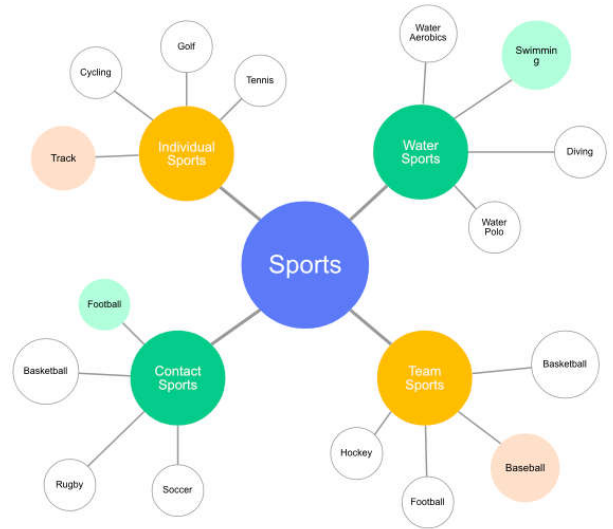 Water
Aerobics
Golf
Swimmin
g
Cycling
Tennis
Individual
Sports
Water
Sports
Track
Diving
Water
Polo
Sports
Football
Basketball
Contact
Sports
Team
Sports
Basketball
Hockey
Baseball
Rugby
Soccer
Football